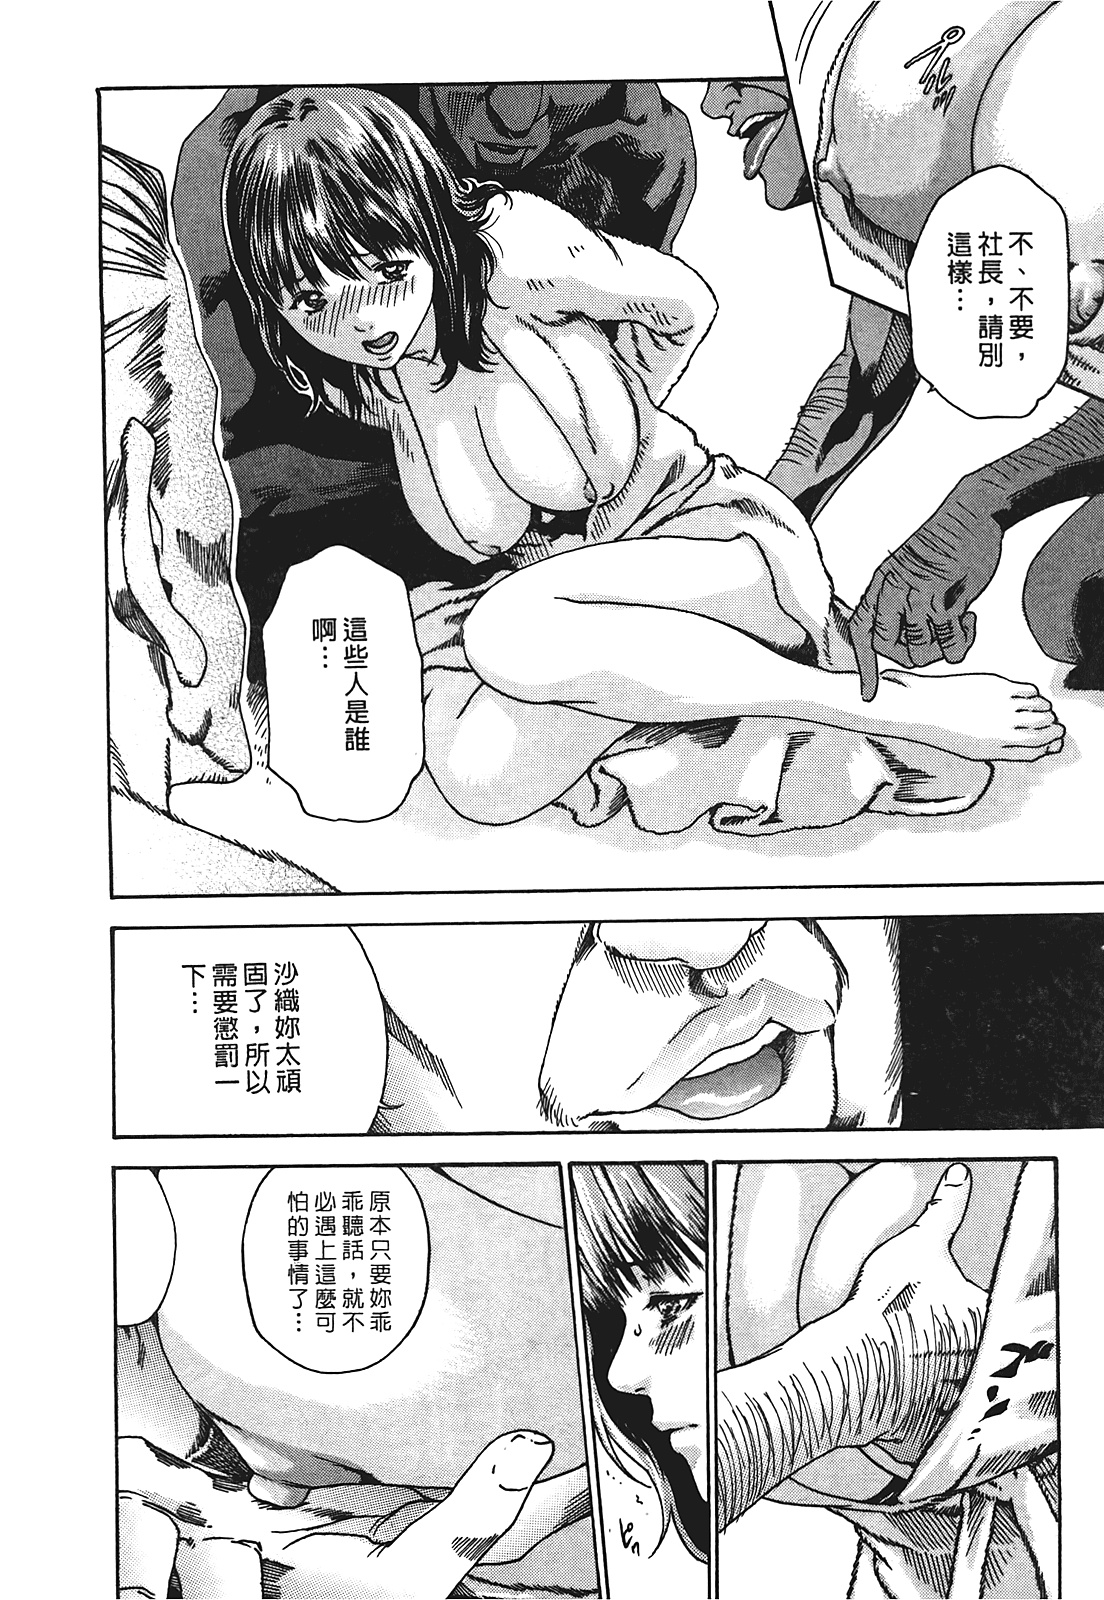 不、不要，
社長，請別
這樣…
這些人是誰
啊…
沙織妳太頑
固了，所以
需要懲罰一
下…
原本只要妳乖
乖聽話，就不
必遇上這麼可
怕的事情了…